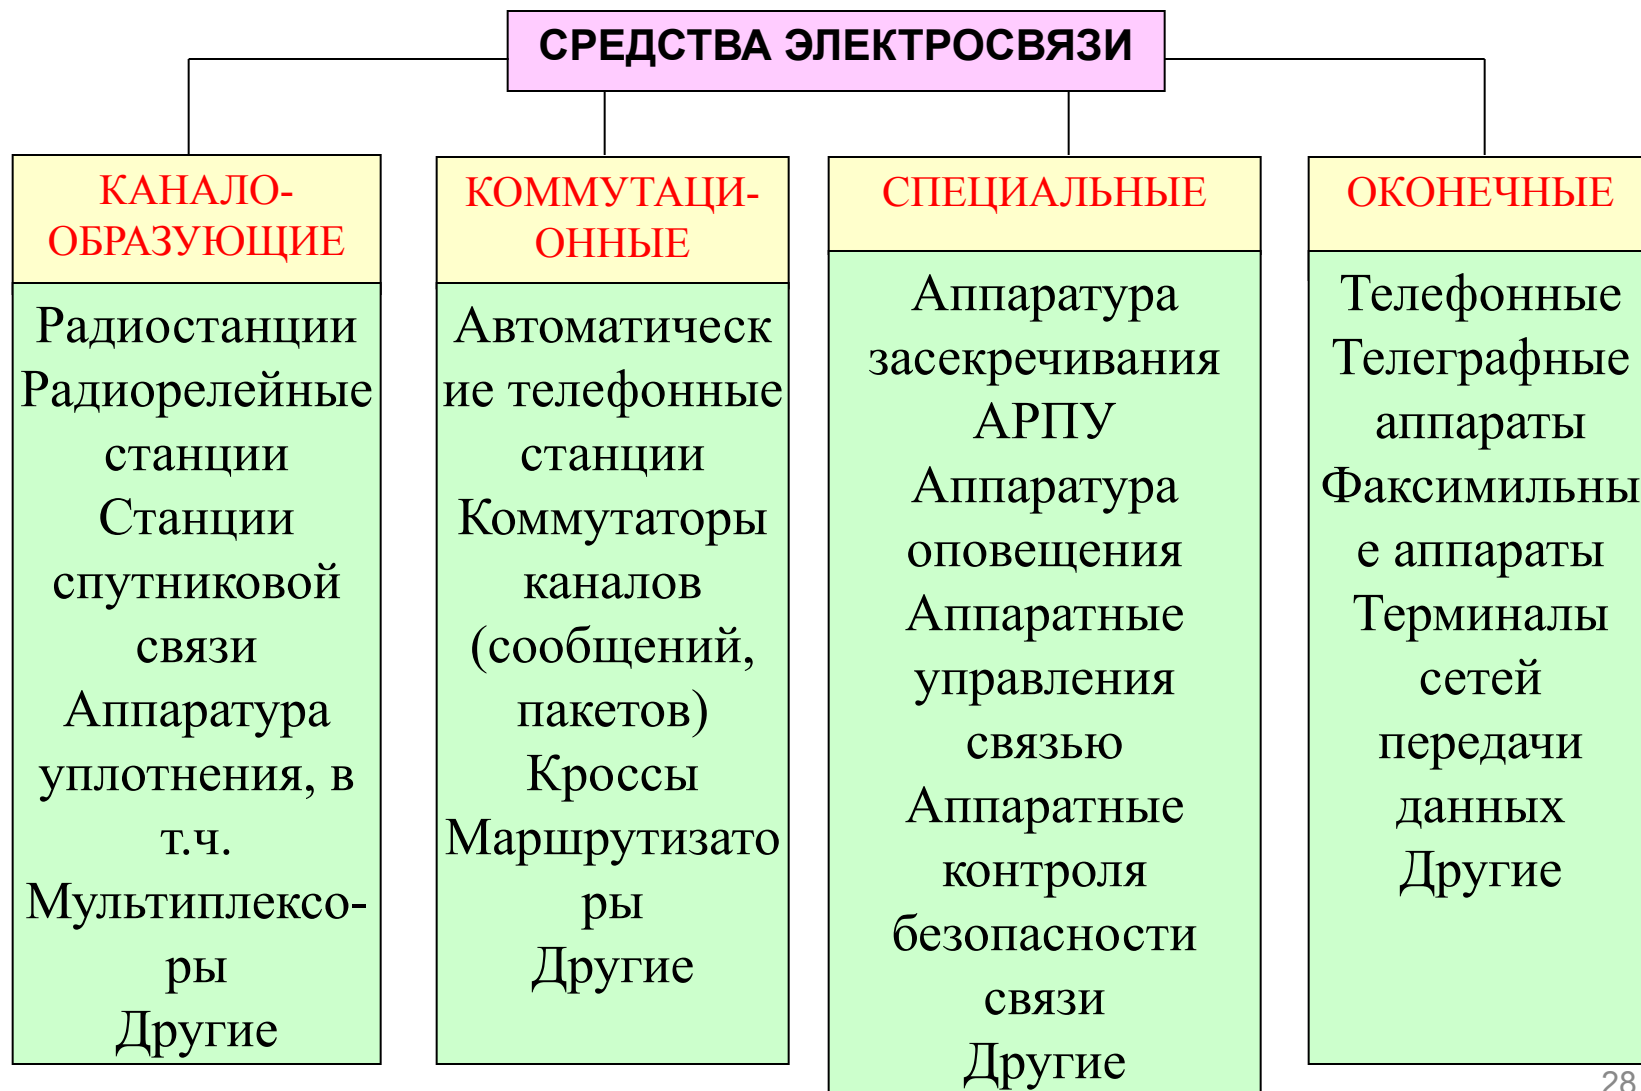 СРЕДСТВА ЭЛЕКТРОСВЯЗИ
КАНАЛО-
ОБРАЗУЮЩИЕ
Радиостанции
Радиорелейные
станции
Станции
спутниковой
связи
Аппаратура
уплотнения, в
т.ч.
Мультиплексо-
ры
Другие
КОММУТАЦИ-
ОННЫЕ
Автоматическ
ие телефонные
станции
Коммутаторы
каналов
(сообщений,
пакетов)
Кроссы
Маршрутизато
ры
Другие
СПЕЦИАЛЬНЫЕ
Аппаратура
засекречивания
АРПУ
Аппаратура
оповещения
Аппаратные
управления
связью
Аппаратные
контроля
безопасности
связи
Другие
ОКОНЕЧНЫЕ
Телефонные
Телеграфные
аппараты
Факсимильны
е аппараты
Терминалы
сетей
передачи
данных
Другие
28